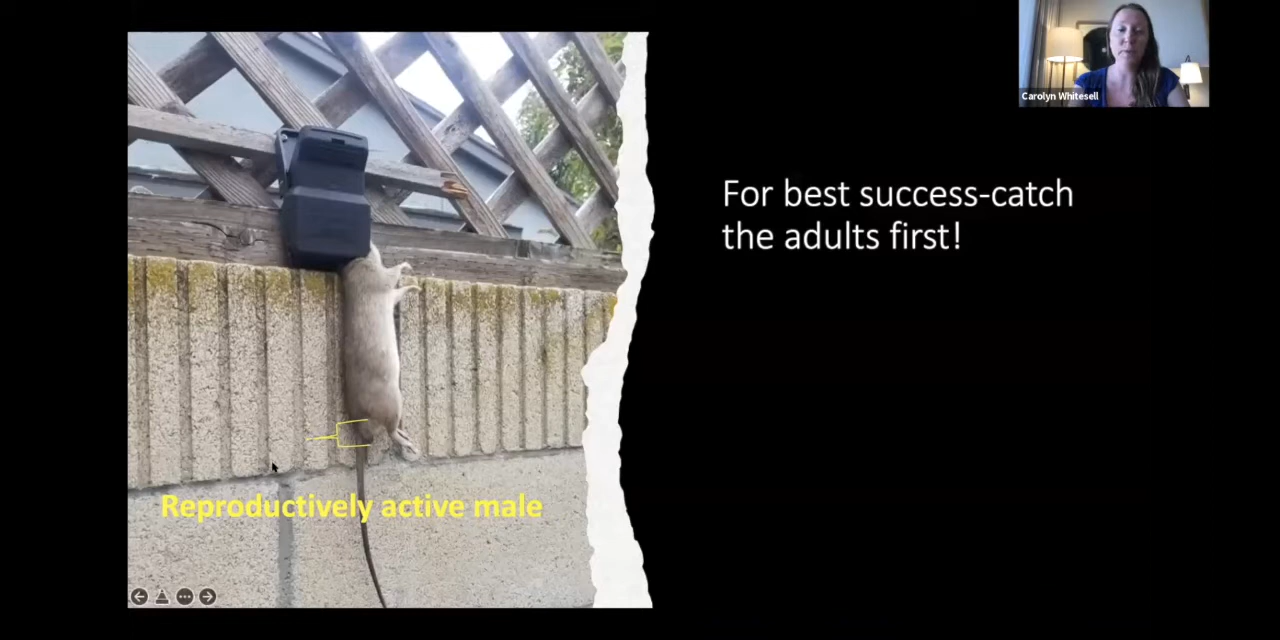 Carolyn Whitesell
For best success-catch
the adults first!
Reproductively active male